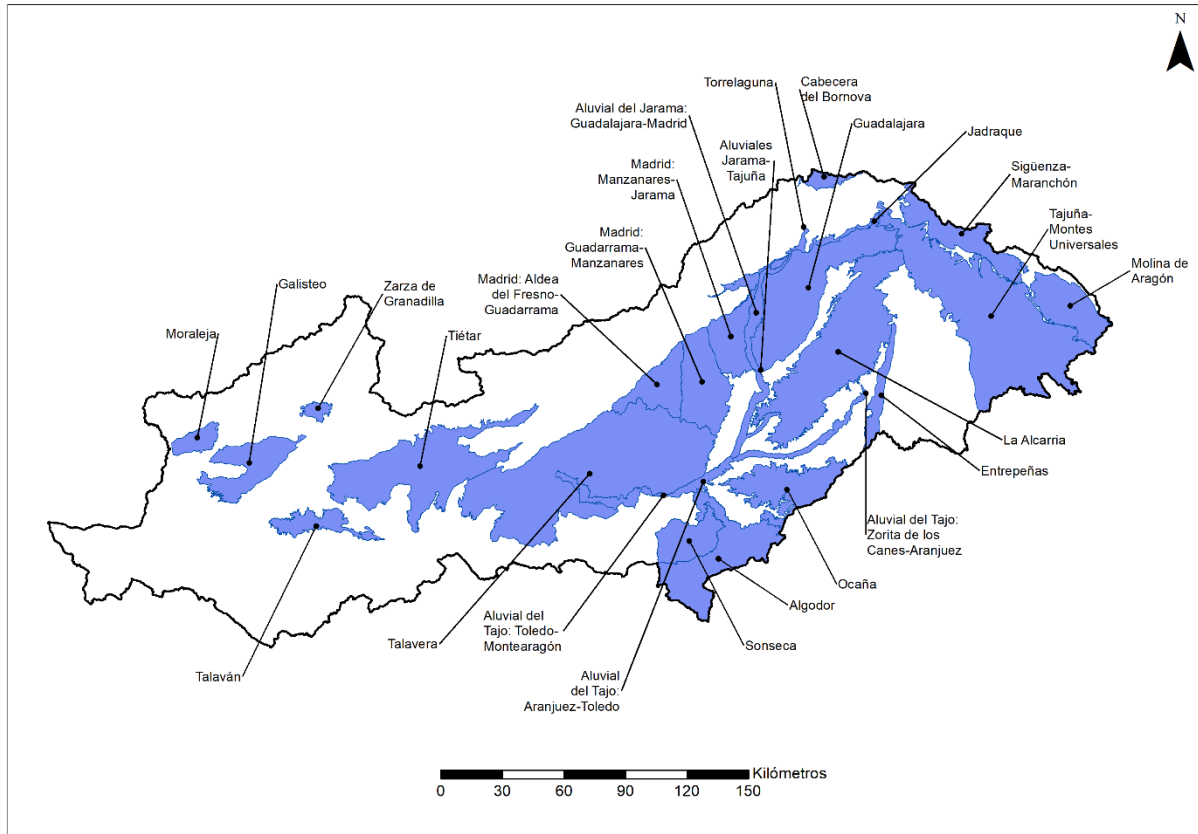 N
Torrelaguna
Cabecera
del Bornova
Aluvial del Jarama:
Guadalajara-Madrid
Guadalajara
Jadraque
Aluviales
Jarama-
Tajuña
Madrid:
Manzanares-
Jarama
Sigüenza-
Maranchón
Tajuña-
Montes
Universales
Madrid:
Guadarrama-
Manzanares
Molina de
Aragón
Madrid: Aldea
del Fresno-
Guadarrama
Galisteo
Zarza de
Granadilla
Moraleja
Tiétar
La Alcarria
Entrepeñas
Aluvial del Tajo:
Zorita de los
Canes-Aranjuez
Ocaña
Algodor
Sonseca
Aluvial del
Tajo: Toledo-
Montearagón
Talavera
Talaván
Aluvial
del Tajo:
Aranjuez-Toledo
Kilómetros
0 30 60 90 120 150